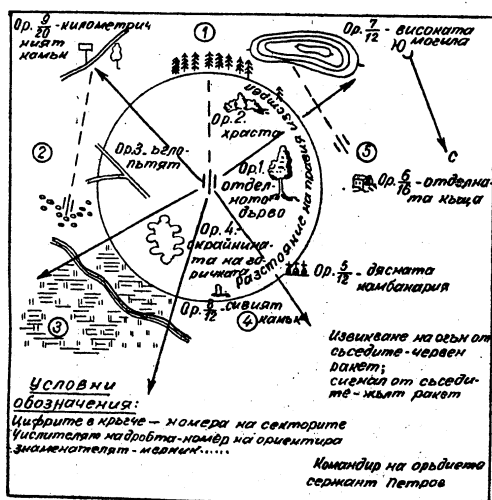 Ор. 9/20 - километрич
ният
камък
1
Ор. 7/12 - високата
могила
Ю
С
Ор. 2.
храста
Ор. 3. ъгло-
пътят
Ор. 1.
отдел-
ното
дърво
разстояние на правия изстрел
2
5
Ор. 6/16 - отделна-
та къща
Ор. 4. -
окрайнина-
та на го-
ричката
Ор. 5/12 - дясната
камбанария
Ор. 8/12 - сивият
камък
3
4
Извикване на огън от
съседите - червен
ракет;
сигнал от съседи-
те - жълт ракет
Условни
обозначения:
Цифрите в кръгче - номера на секторите
Числителят на дробта - номер на ориентира
знаменателят - мерник......
Командир на оръдието
сержант Петров